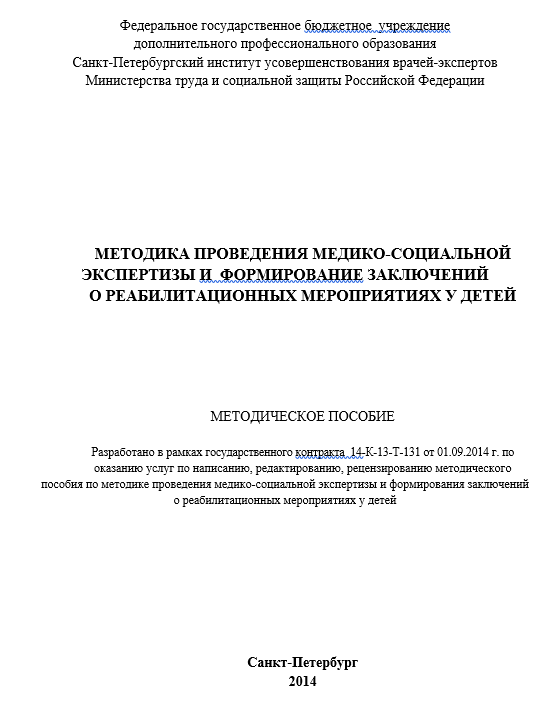 Федеральное государственное бюджетное  учреждение
дополнительного профессионального образования
Санкт-Петербургский институт усовершенствования врачей-экспертов
Министерства труда и социальной защиты Российской Федерации
МЕТОДИКА ПРОВЕДЕНИЯ МЕДИКО-СОЦИАЛЬНОЙ
ЭКСПЕРТИЗЫ И  ФОРМИРОВАНИЕ ЗАКЛЮЧЕНИЙ
О РЕАБИЛИТАЦИОННЫХ МЕРОПРИЯТИЯХ У ДЕТЕЙ
МЕТОДИЧЕСКОЕ ПОСОБИЕ
Разработано в рамках государственного контракта  14-К-13-Т-131 от 01.09.2014 г. по
оказанию услуг по написанию, редактированию, рецензированию методического
пособия по методике проведения медико-социальной экспертизы и формирования заключений
о реабилитационных мероприятиях у детей
Санкт-Петербург
2014